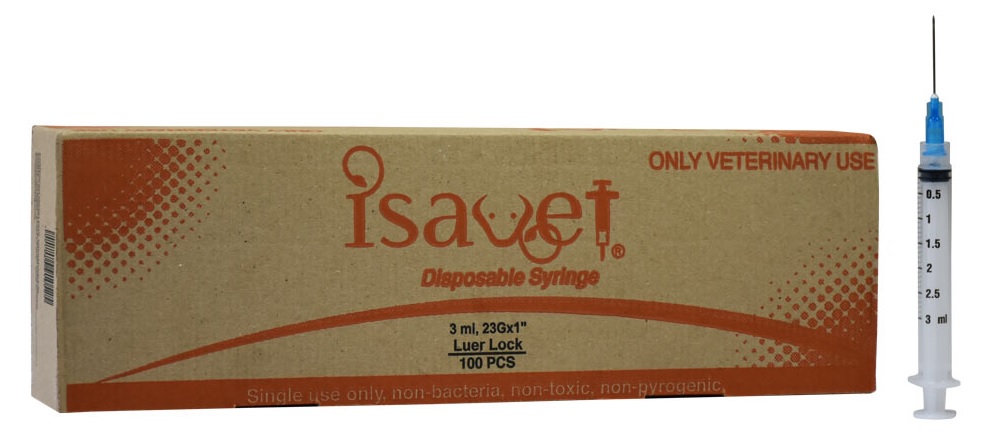 ONLY VETERINARY USE
isavet®
Disposable Syringe
3 ml, 23Gx1"
Luer Lock
100 PCS
Single use only, non-bacteria, non-toxic, non-pyrogenic.
0.5
1
1.5
2
2.5
3 ml